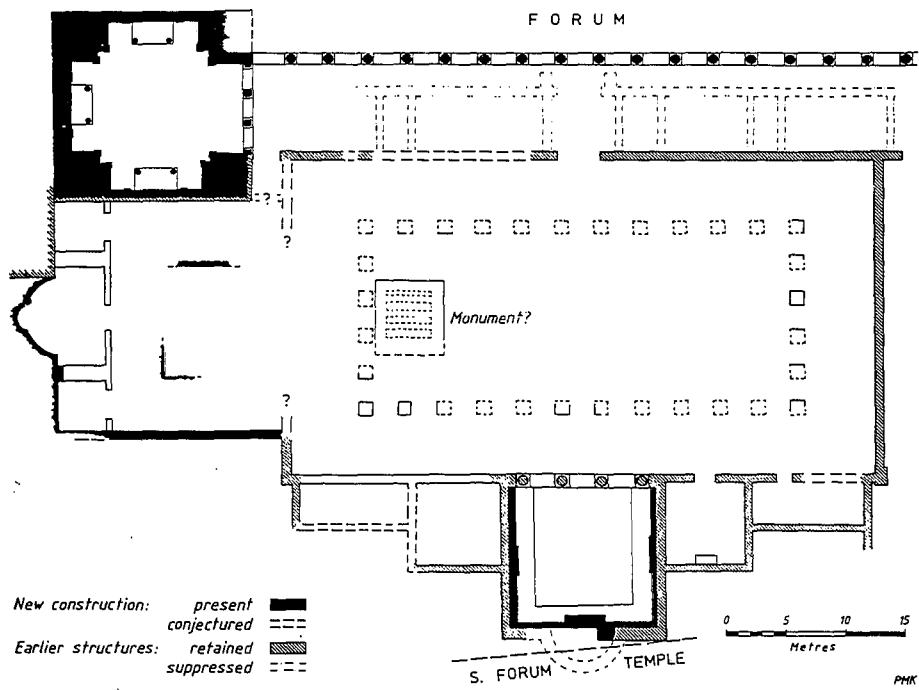 FORUM
?
?
Monument?
?
New construction: present
conjectured
Earlier structures: retained
suppressed
S. FORUM TEMPLE
0 5 10 15
Metres
PMK